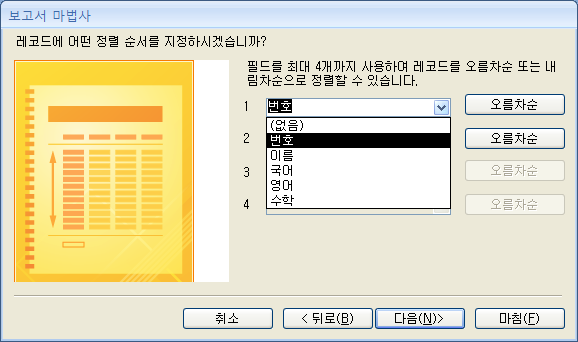 보고서 마법사
레코드에 어떤 정렬 순서를 지정하시겠습니까?
필드를 최대 4개까지 사용하여 레코드를 오름차순 또는 내
림차순으로 정렬할 수 있습니다.
1 번호 오름차순
(없음)
2 번호 오름차순
이름
3 국어 오름차순
영어
4 수학 오름차순
취소 < 뒤로(B) 다음(N)> 마침(F)